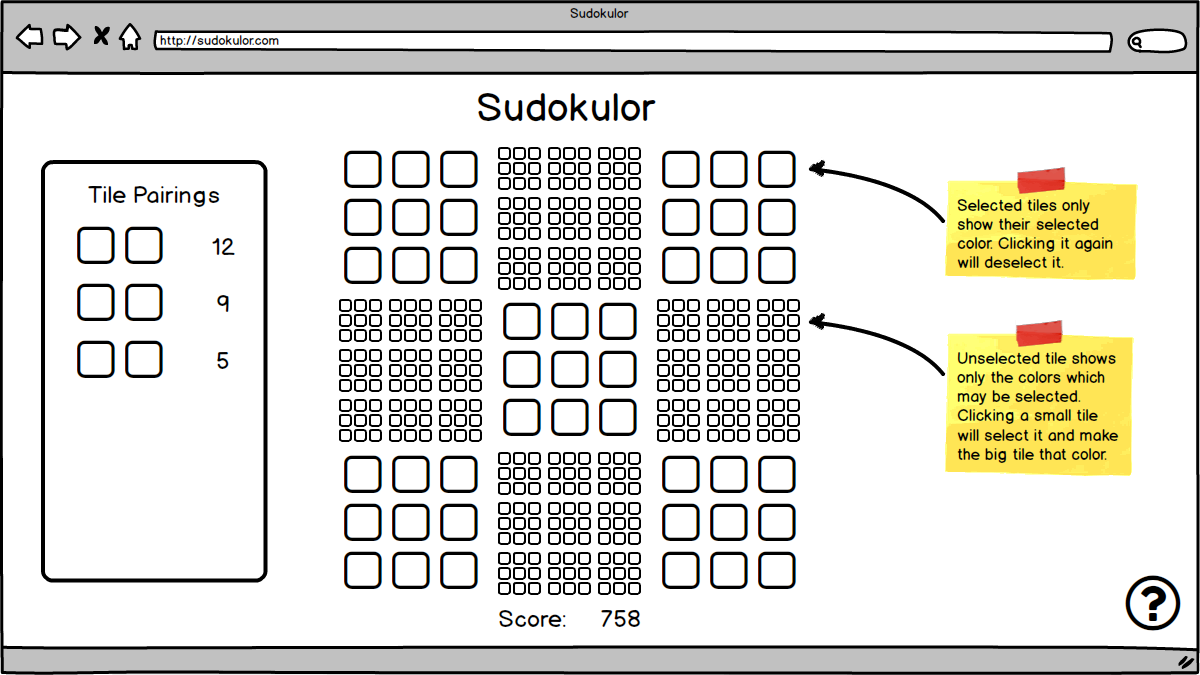 Sudokulor
http://sudokulor.com
Sudokulor
Tile Pairings
12
9
5
Selected tiles only
show their selected
color. Clicking it again
will deselect it.
Unselected tile shows
only the colors which
may be selected.
Clicking a small tile
will select it and make
the big tile that color.
Score: 758
?